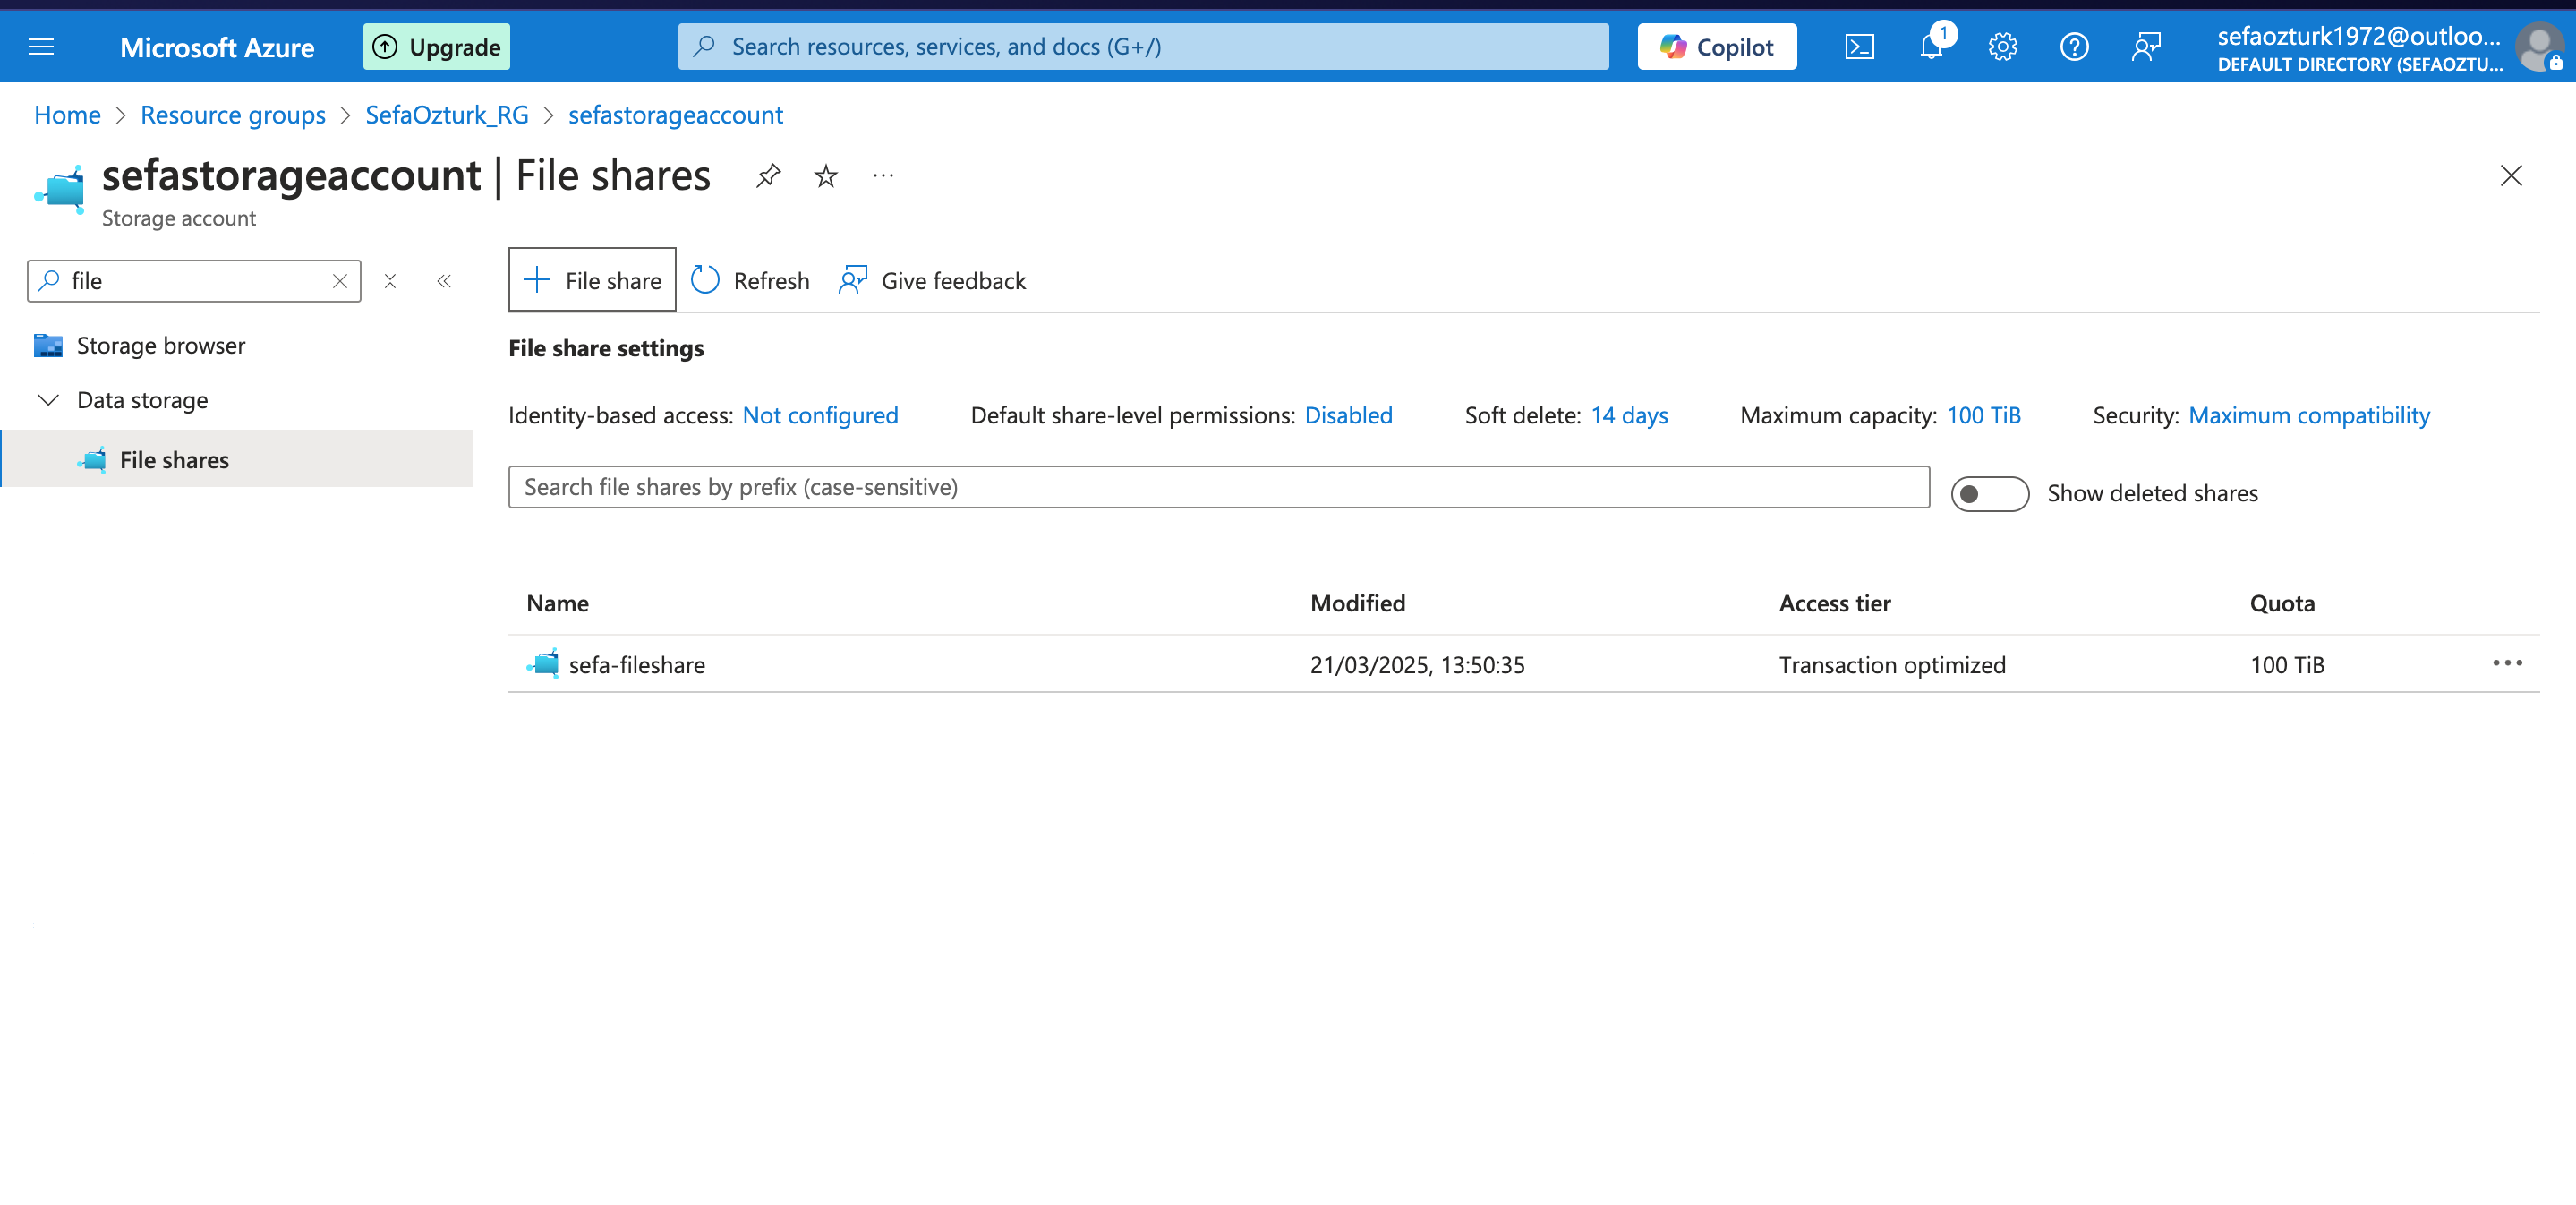 Microsoft Azure
Upgrade
Search resources, services, and docs (G+/)
Copilot
1
sefaozturk1972@outloo...
DEFAULT DIRECTORY (SEFAOZTU...
Home > Resource groups > SefaOzturk_RG > sefastorageaccount
sefastorageaccount | File shares
Storage account
file
File share
Refresh
Give feedback
Storage browser
Data storage
File shares
File share settings
Identity-based access: Not configured
Default share-level permissions: Disabled
Soft delete: 14 days
Maximum capacity: 100 TiB
Security: Maximum compatibility
Search file shares by prefix (case-sensitive)
Show deleted shares
Name Modified Access tier Quota
sefa-fileshare 21/03/2025, 13:50:35 Transaction optimized 100 TiB